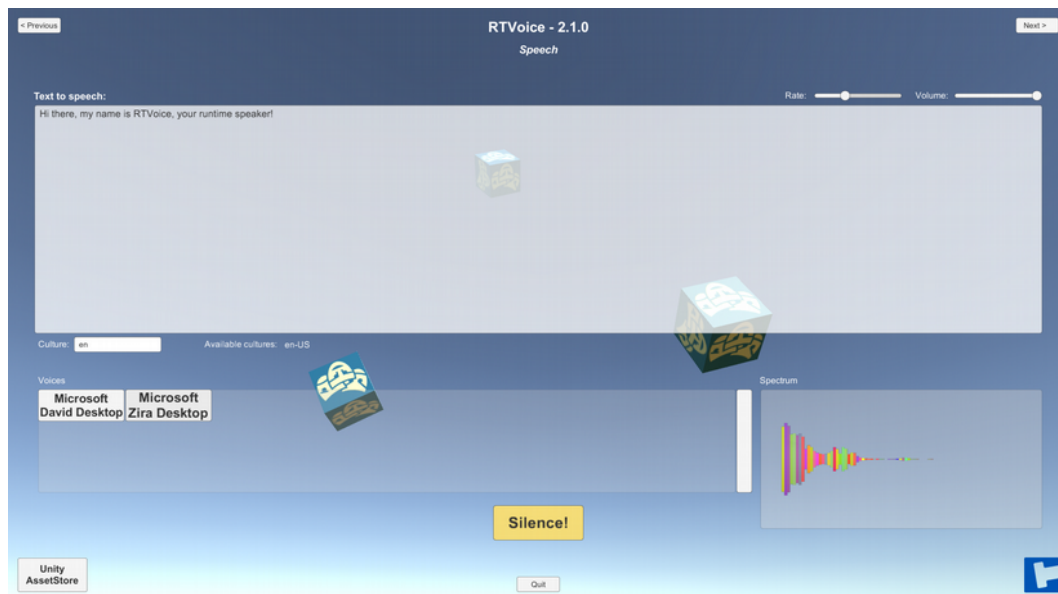 < Previous
RTVoice - 2.1.0
Next >
Speech
Text to speech:
Rate:
Volume:
Hi there, my name is RTVoice, your runtime speaker!
Culture:
en
Available cultures: en-US
Voices
Spectrum
Microsoft
David Desktop
Microsoft
Zira Desktop
Silence!
Unity
AssetStore
Quit